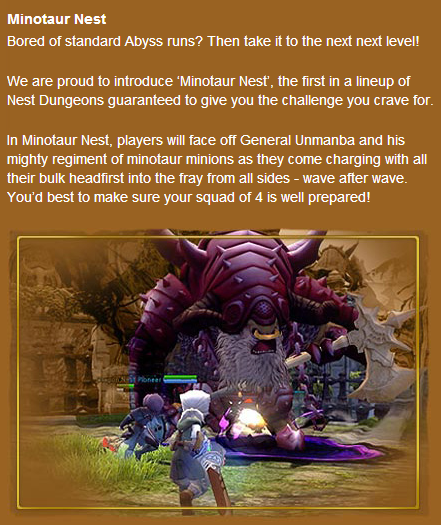 Minotaur Nest
Bored of standard Abyss runs? Then take it to the next next level!
We are proud to introduce ‘Minotaur Nest’, the first in a lineup of
Nest Dungeons guaranteed to give you the challenge you crave for.
In Minotaur Nest, players will face off General Unmanba and his
mighty regiment of minotaur minions as they come charging with all
their bulk headfirst into the fray from all sides - wave after wave.
You’d best to make sure your squad of 4 is well prepared!
Nest Pioneer